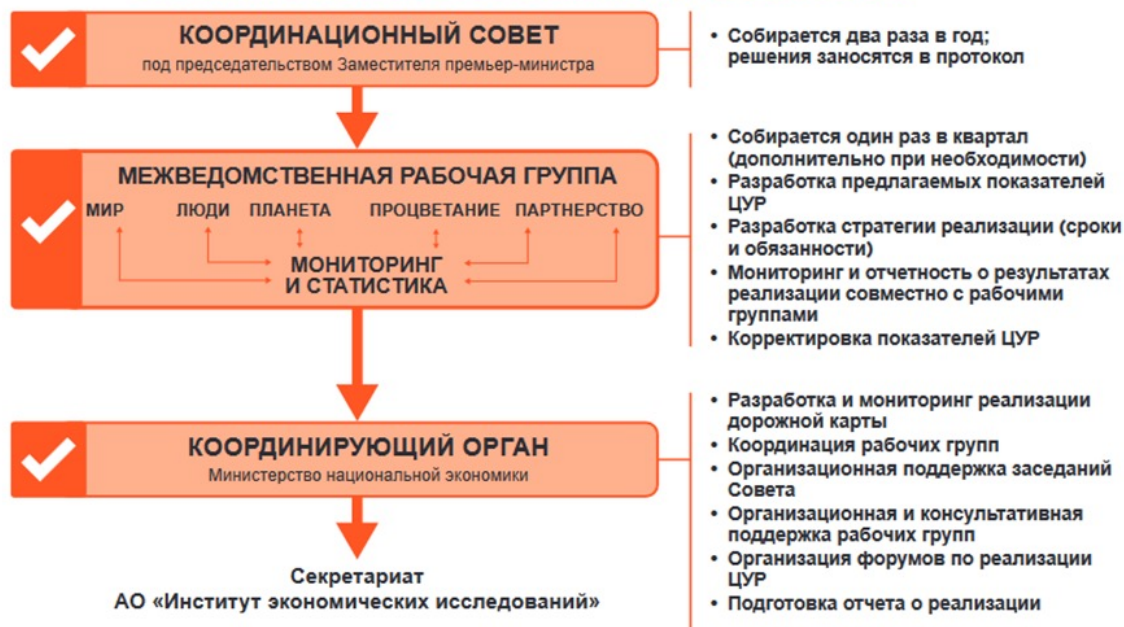 КООРДИНАЦИОННЫЙ СОВЕТ
под председательством Заместителя премьер-министра
• Собирается два раза в год;
решения заносятся в протокол
МЕЖВЕДОМСТВЕННАЯ РАБОЧАЯ ГРУППА
МИР ЛЮДИ ПЛАНЕТА ПРОЦВЕТАНИЕ ПАРТНЕРСТВО
МОНИТОРИНГ
И СТАТИСТИКА
• Собирается один раз в квартал
(дополнительно при необходимости)
• Разработка предлагаемых показателей
ЦУР
• Разработка стратегии реализации (сроки
и обязанности)
• Мониторинг и отчетность о результатах
реализации совместно с рабочими
группами
• Корректировка показателей ЦУР
КООРДИНИРУЮЩИЙ ОРГАН
Министерство национальной экономики
• Разработка и мониторинг реализации
дорожной карты
• Координация рабочих групп
• Организационная поддержка заседаний
Совета
• Организационная и консультативная
поддержка рабочих групп
• Организация форумов по реализации
ЦУР
• Подготовка отчета о реализации
Секретариат
АО «Институт экономических исследований»